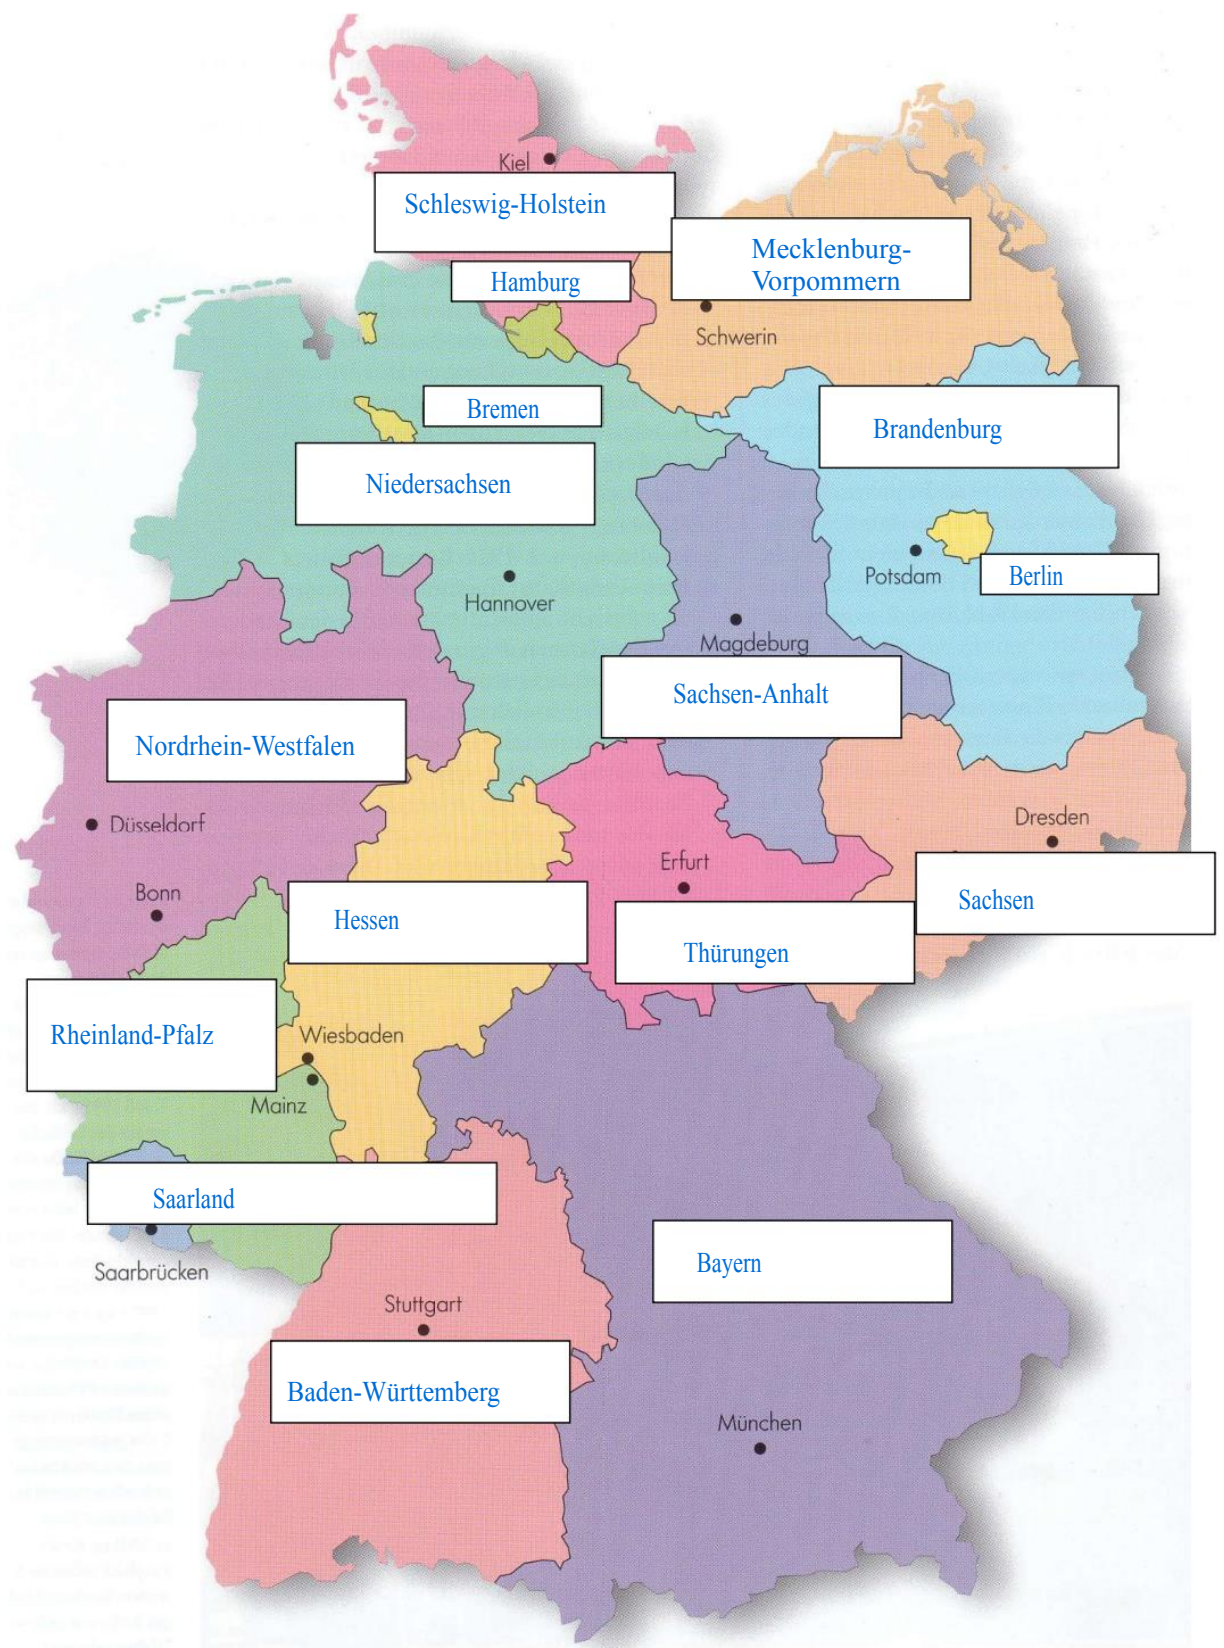 Kiel
Schleswig-Holstein
Mecklenburg-
Vorpommern
Hamburg
Schwerin
Bremen
Brandenburg
Niedersachsen
Potsdam
Berlin
Hannover
Magdeburg
Sachsen-Anhalt
Nordrhein-Westfalen
Düsseldorf
Dresden
Erfurt
Bonn
Sachsen
Hessen
Thürungen
Rheinland-Pfalz
Wiesbaden
Mainz
Saarland
Saarbrücken
Bayern
Stuttgart
Baden-Württemberg
München